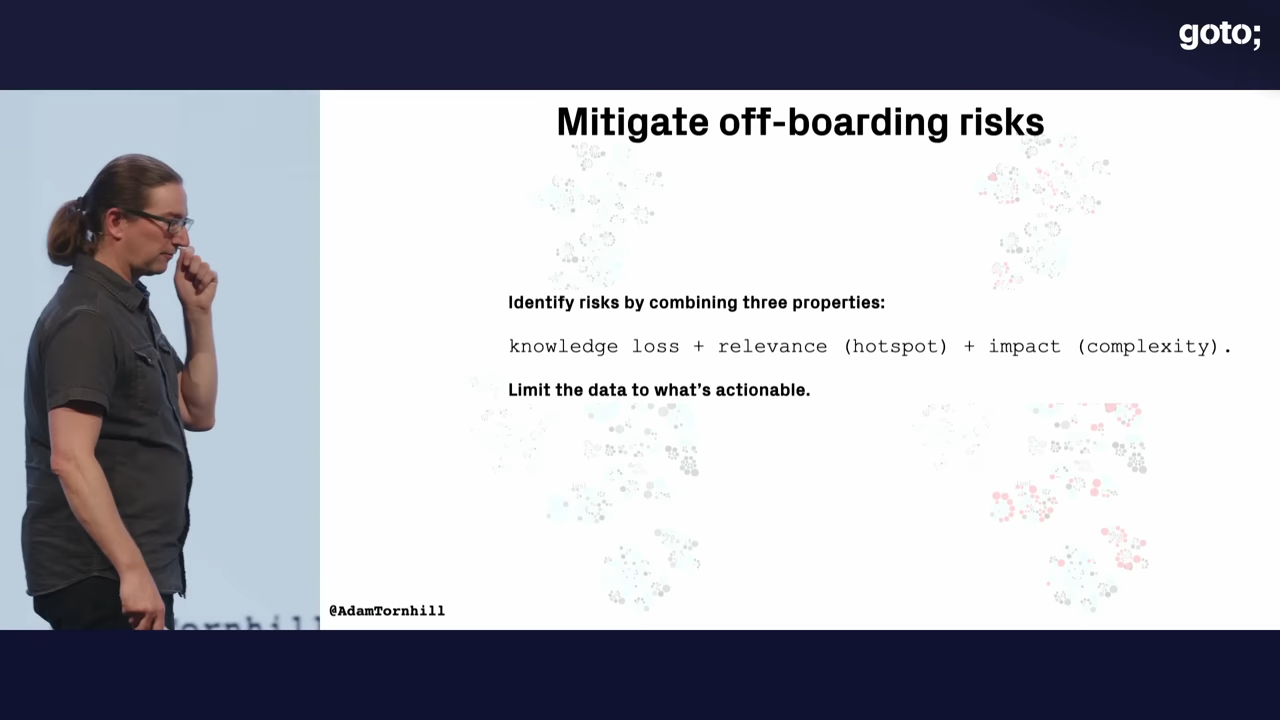 goto;
Mitigate off-boarding risks
Identify risks by combining three properties:
knowledge loss + relevance (hotspot) + impact (complexity).
Limit the data to what's actionable.
@AdamTornhill
ornhill